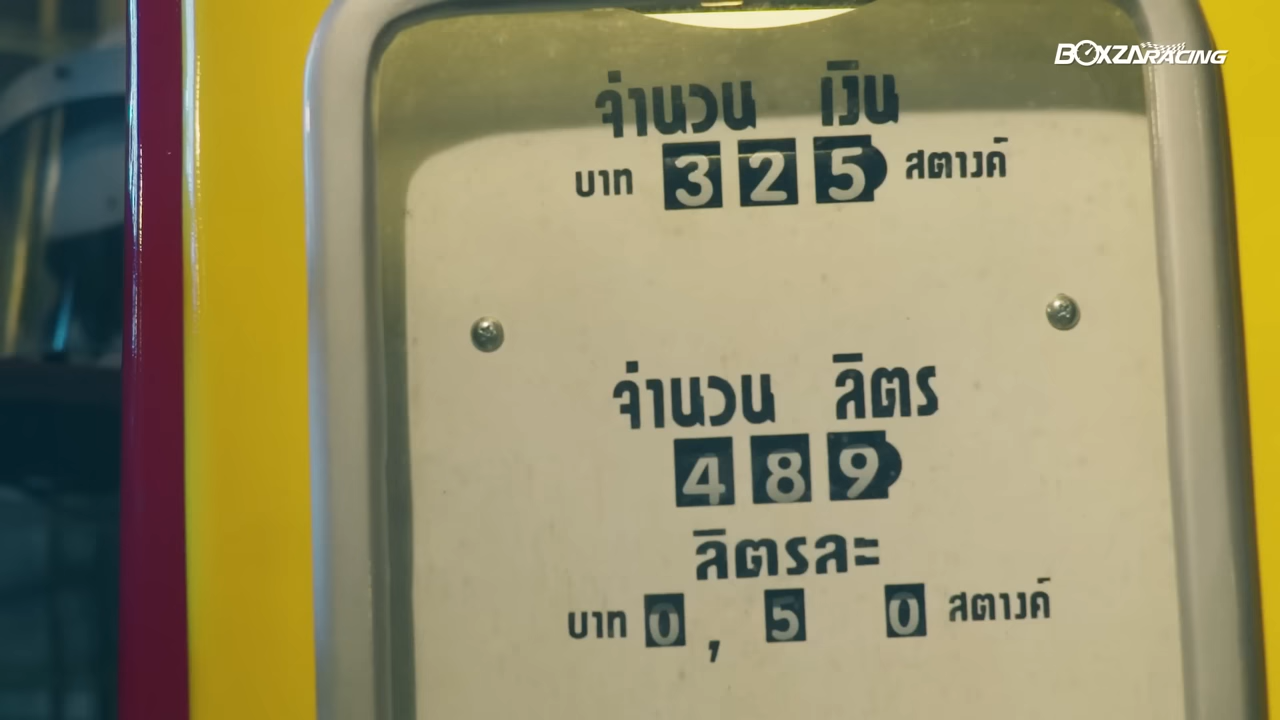 BOXZARACING
จำนวน เงิน
บาท 325 สตางค์
จำนวน ลิตร
489
ลิตรละ
บาท 0, 5 0 สตางค์